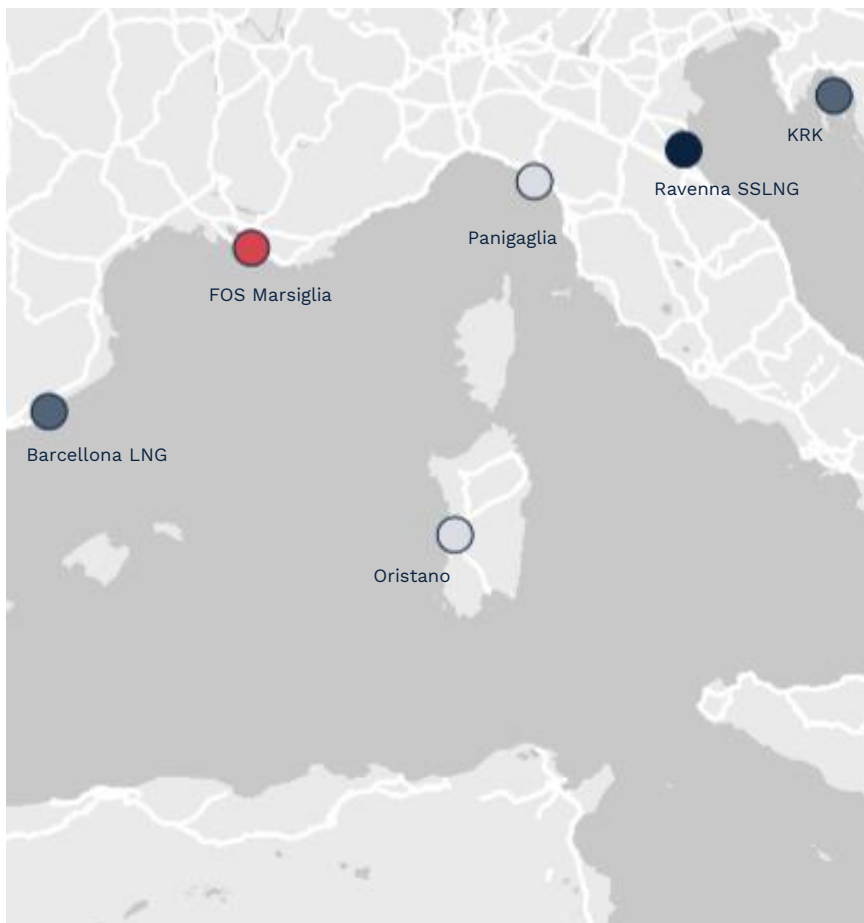 KRK
Ravenna SSLNG
Panigaglia
FOS Marsiglia
Barcellona LNG
Oristano